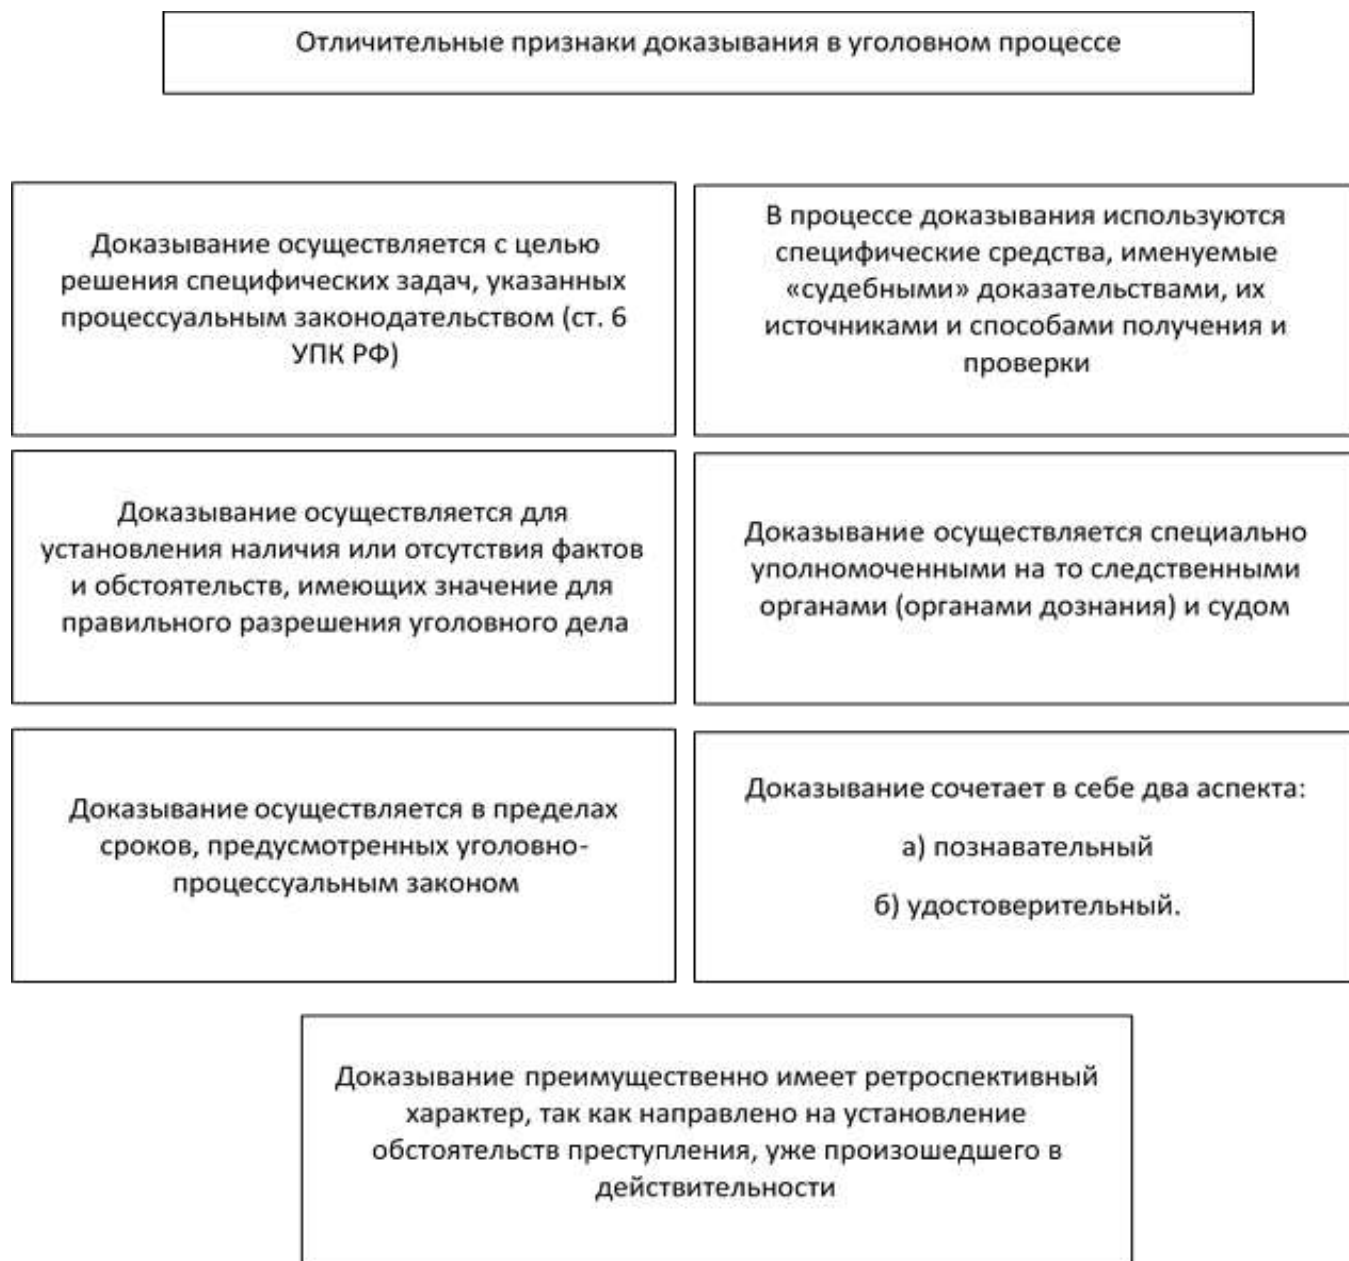 Отличительные признаки доказывания в уголовном процессе
Доказывание осуществляется с целью
решения специфических задач, указанных
процессуальным законодательством (ст. 6
УПК РФ)
В процессе доказывания используются
специфические средства, именуемые
«судебными» доказательствами, их
источниками и способами получения и
проверки
Доказывание осуществляется для
установления наличия или отсутствия фактов
и обстоятельств, имеющих значение для
правильного разрешения уголовного дела
Доказывание осуществляется специально
уполномоченными на то следственными
органами (органами дознания) и судом
Доказывание осуществляется в пределах
сроков, предусмотренных уголовно-
процессуальным законом
Доказывание сочетает в себе два аспекта:
а) познавательный
б) удостоверительный.
Доказывание преимущественно имеет ретроспективный
характер, так как направлено на установление
обстоятельств преступления, уже произошедшего в
действительности